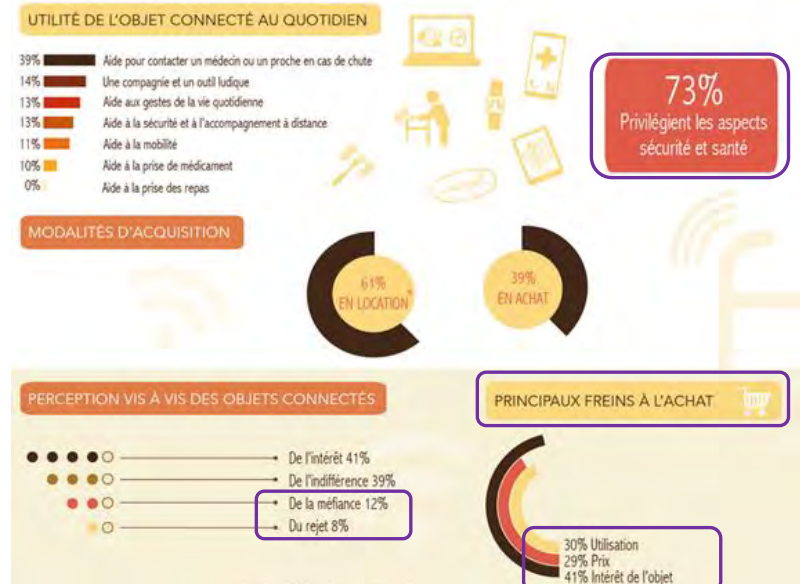 UTILITÉ DE L'OBJET CONNECTÉ AU QUOTIDIEN
39% Aide pour contacter un médecin ou un proche en cas de chute
14% Une compagnie et un outil ludique
13% Aide aux gestes de la vie quotidienne
13% Aide à la sécurité et à l'accompagnement à distance
11% Aide à la mobilité
10% Aide à la prise de médicament
0% Aide à la prise des repas
73%
Privilégient les aspects
sécurité et santé
MODALITÉS D'ACQUISITION
61%
EN LOCATION*
39%
EN ACHAT
PERCEPTION VIS À VIS DES OBJETS CONNECTÉS
De l'intérêt 41%
De l'indifférence 39%
De la méfiance 12%
Du rejet 8%
PRINCIPAUX FREINS À L'ACHAT
30% Utilisation
29% Prix
41% Intérêt de l'objet